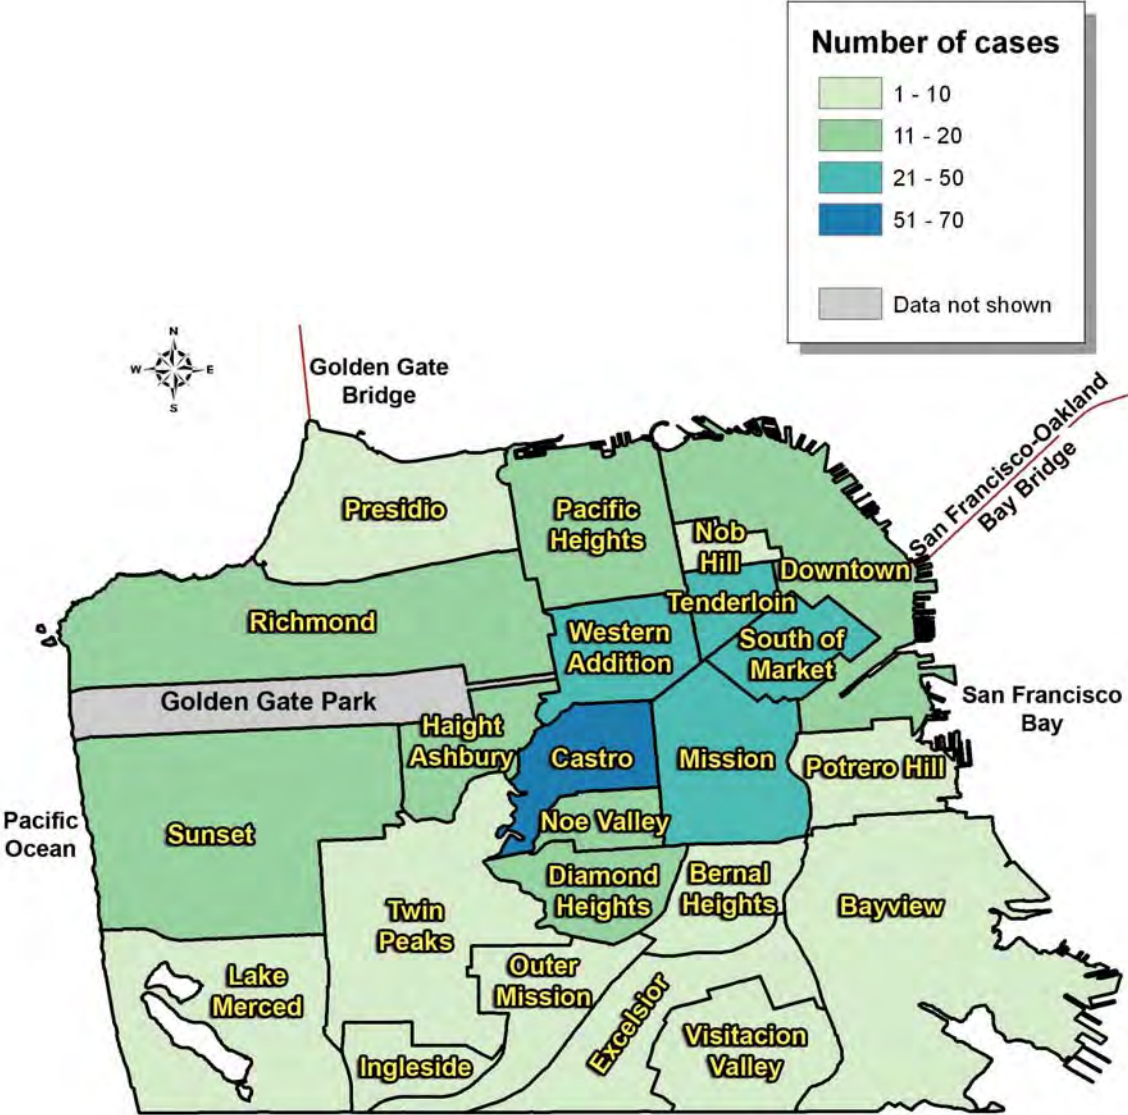 Number of cases
1 - 10
11 - 20
21 - 50
51 - 70
Data not shown
N
W
E
S
Golden Gate
Bridge
San Francisco-Oakland
Bay Bridge
Presidio
Pacific
Heights
Nob
Hill
Downtown
Richmond
Tenderloin
Western
Addition
South of
Market
Golden Gate Park
San Francisco
Bay
Haight
Ashbury
Castro
Mission
Potrero Hill
Pacific
Ocean
Sunset
Noe Valley
Diamond
Heights
Bernal
Heights
Bayview
Twin
Peaks
Lake
Merced
Outer
Mission
Excelsior
Visitacion
Valley
Ingleside